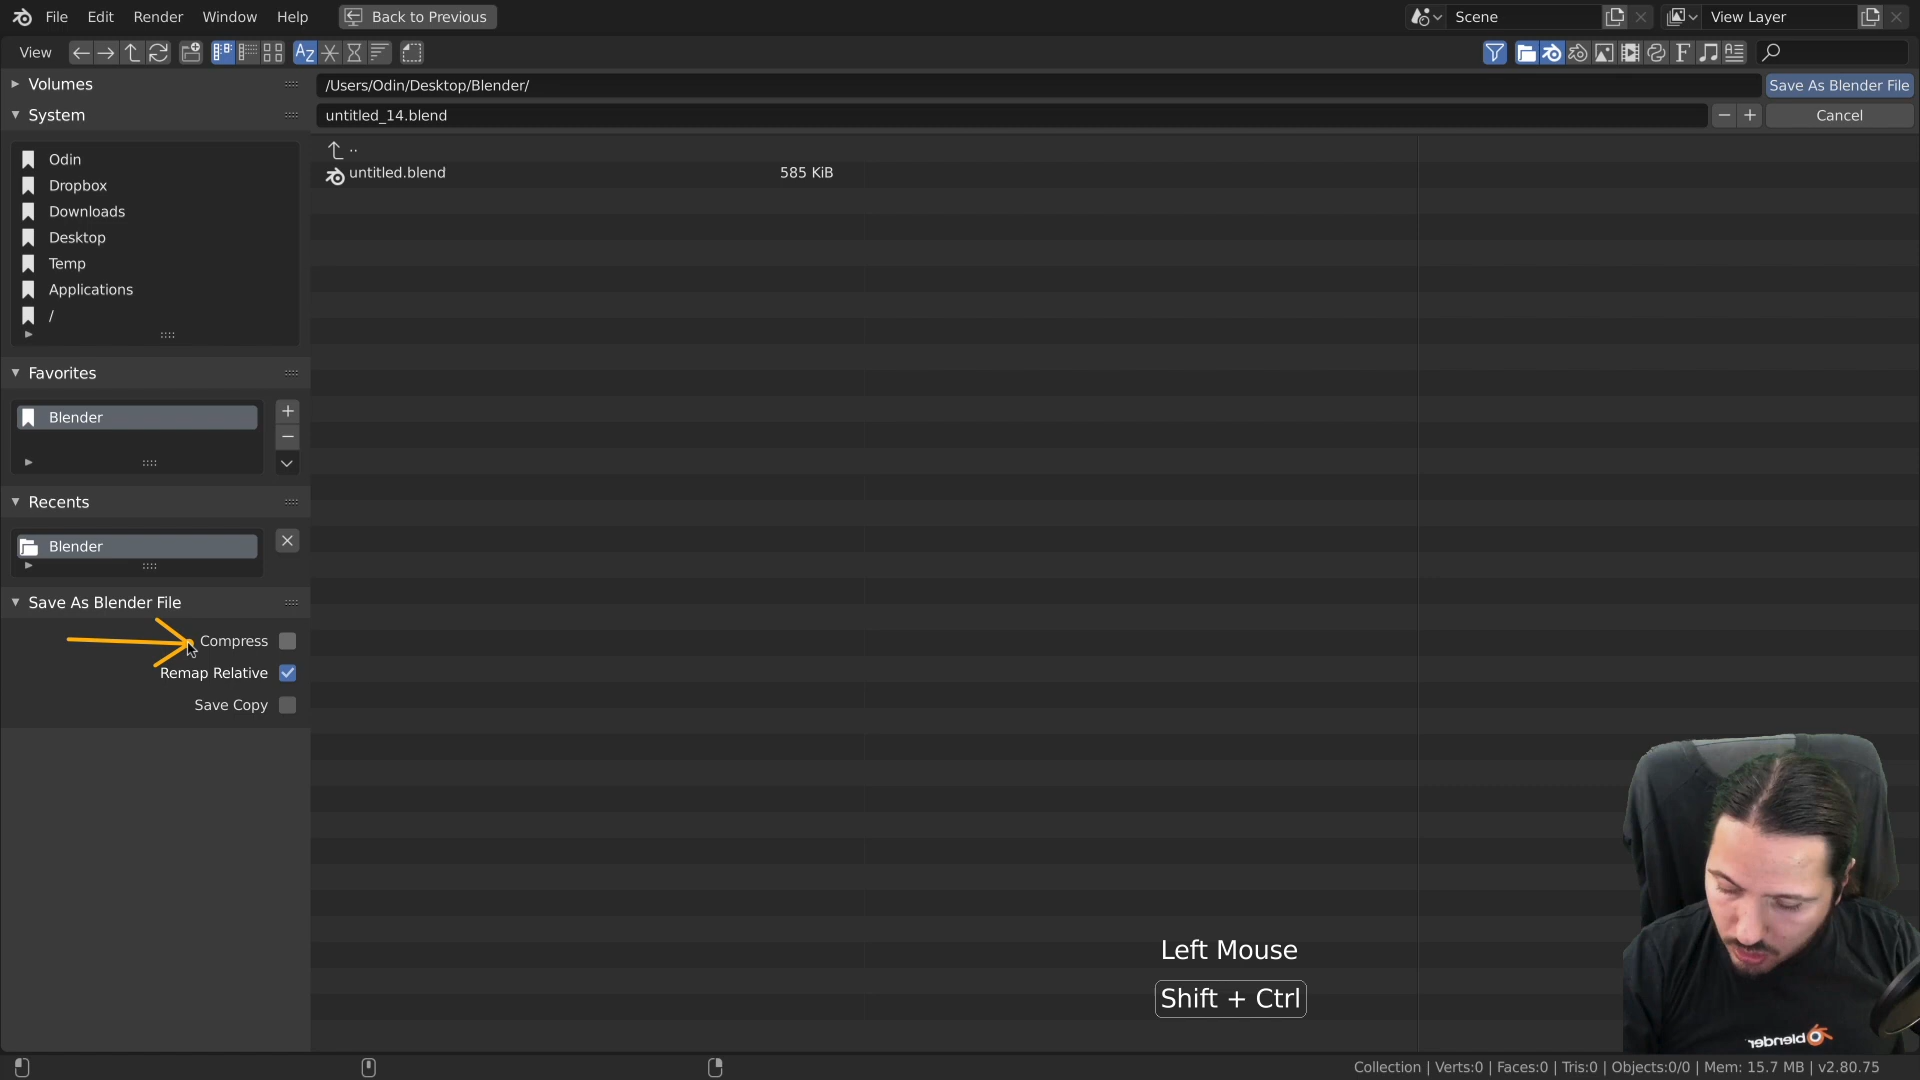 File Edit Render Window Help Back to Previous Scene View Layer
View
Volumes
/Users/Odin/Desktop/Blender/ Save As Blender File
System
untitled_14.blend Cancel
..
untitled.blend 585 KiB
Odin
Dropbox
Downloads
Desktop
Temp
Applications
/
Favorites
Blender
Recents
Blender
Save As Blender File
Compress
Remap Relative
Save Copy
Left Mouse
Shift + Ctrl
blender
Collection | Verts:0 | Faces:0 | Tris:0 | Objects:0/0 | Mem: 15.7 MB | v2.80.75